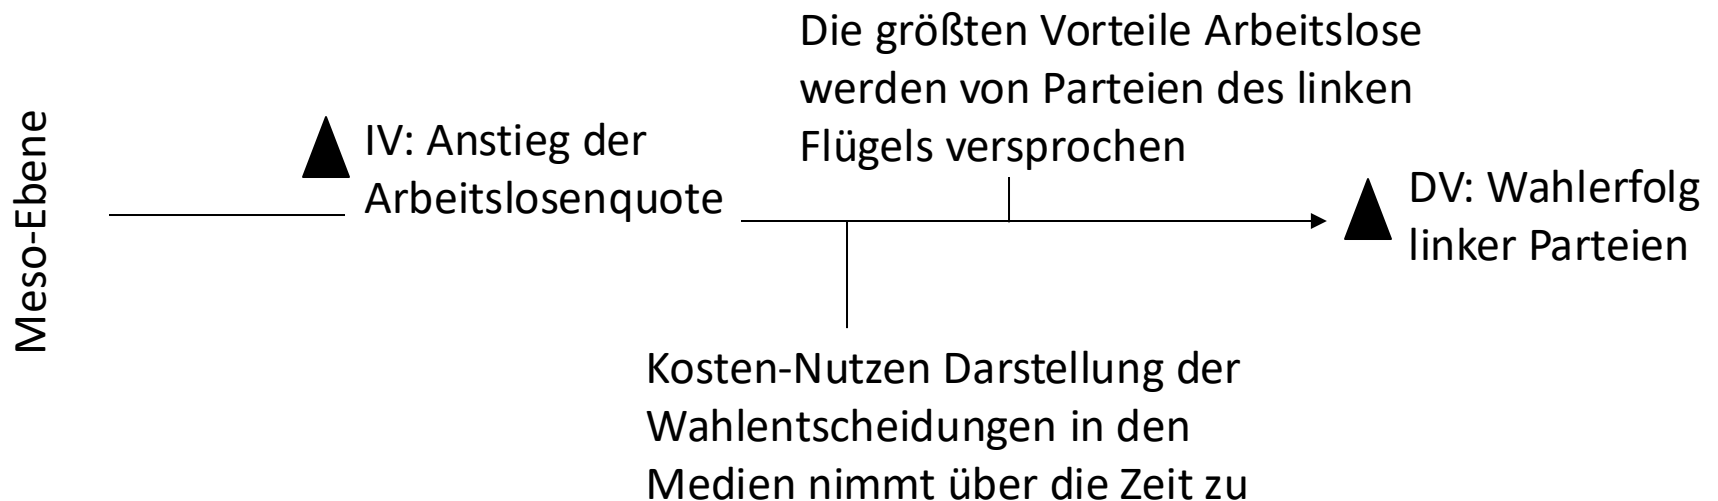 Meso-Ebene
IV: Anstieg der
Arbeitslosenquote
Die größten Vorteile Arbeitslose
werden von Parteien des linken
Flügels versprochen
DV: Wahlerfolg
linker Parteien
Kosten-Nutzen Darstellung der
Wahlentscheidungen in den
Medien nimmt über die Zeit zu